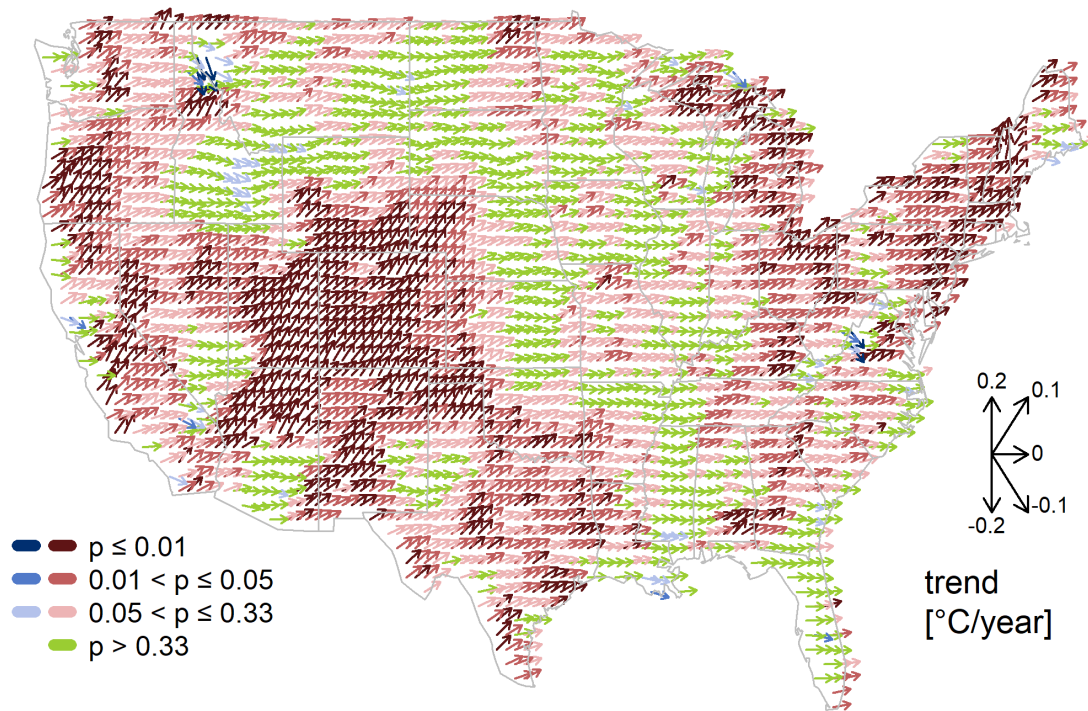 0.2
0.1
0
-0.1
-0.2
p ≤ 0.01
0.01 < p ≤ 0.05
0.05 < p ≤ 0.33
p > 0.33
trend
[°C/year]